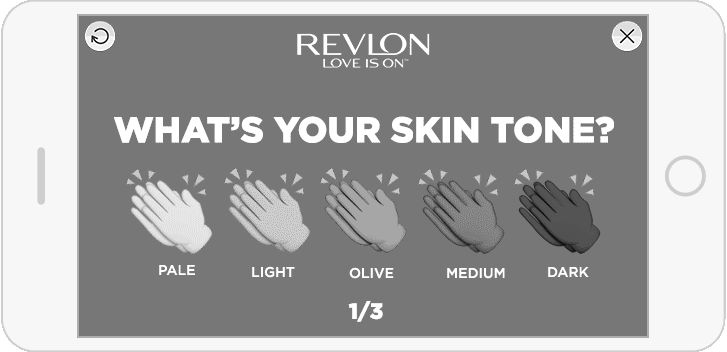 REVLON
LOVE IS ON™
WHAT'S YOUR SKIN TONE?
PALE LIGHT OLIVE MEDIUM DARK
1/3